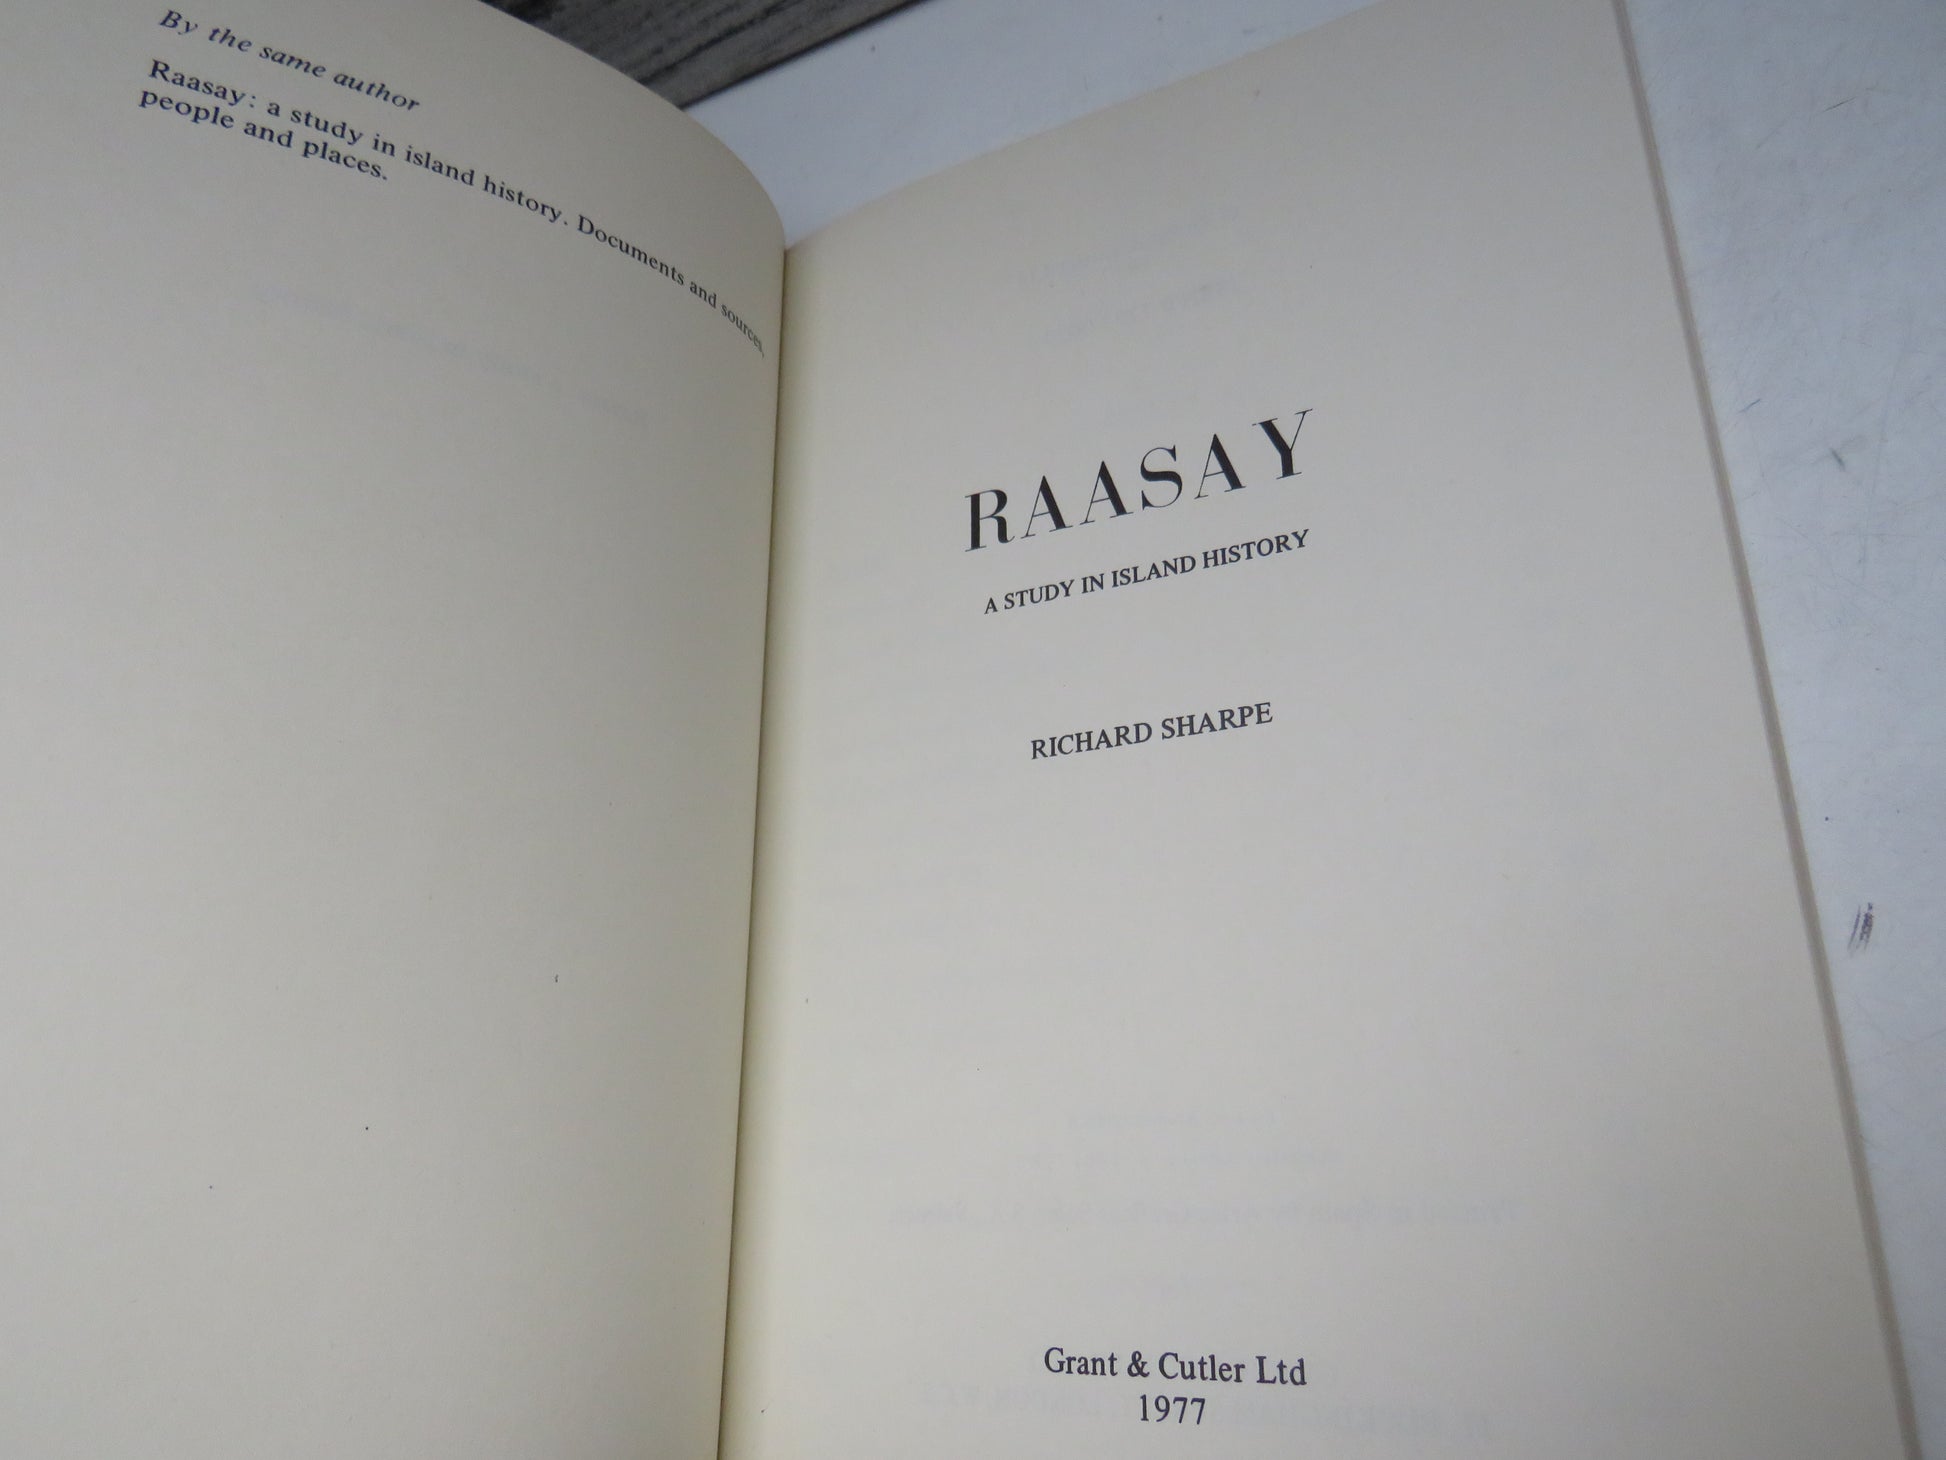 By the same author
Raasay: a study in island history. Documents and sources,
people and places.
RAASAY
A STUDY IN ISLAND HISTORY
RICHARD SHARPE
Grant & Cutler Ltd
1977